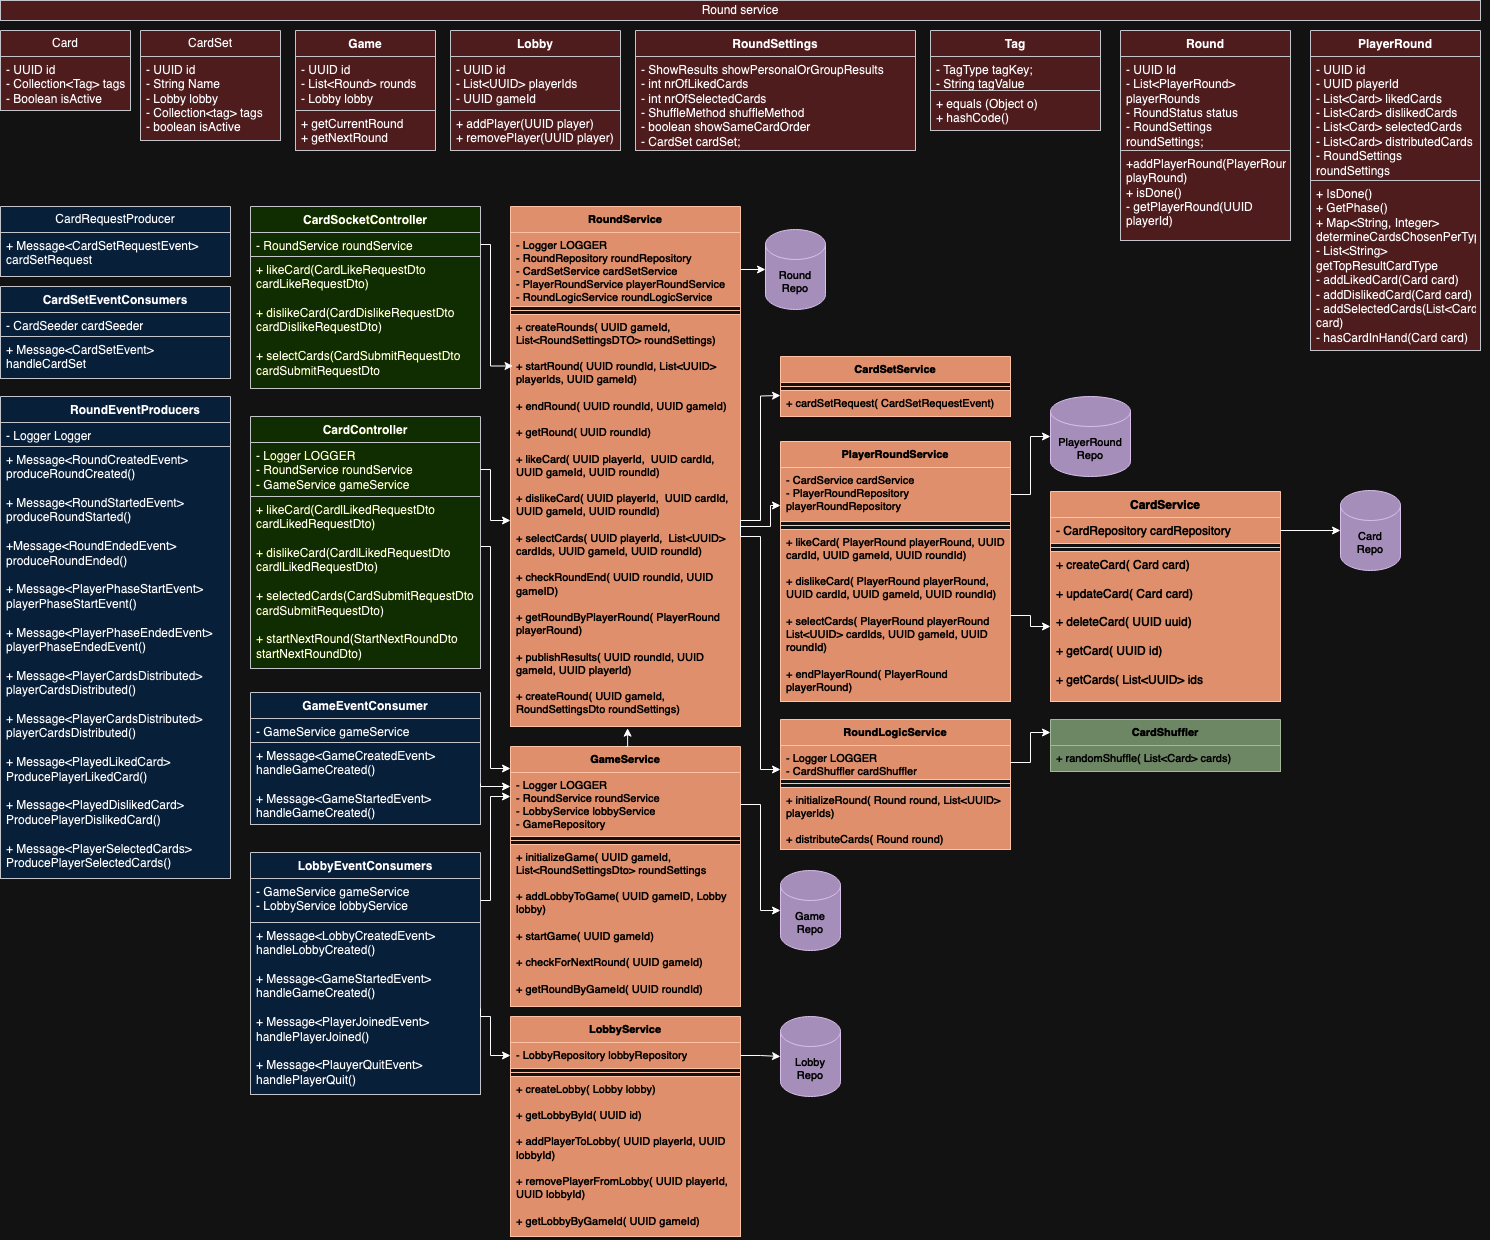 Round service
Card
- UUID id
- Collection<Tag> tags
- Boolean isActive
CardSet
- UUID id
- String Name
- Lobby lobby
- Collection<tag> tags
- boolean isActive
Game
- UUID id
- List<Round> rounds
- Lobby lobby
+ getCurrentRound
+ getNextRound
Lobby
- UUID id
- List<UUID> playerIds
- UUID gameId
+ addPlayer(UUID player)
+ removePlayer(UUID player)
RoundSettings
- ShowResults showPersonalOrGroupResults
- int nrOfLikedCards
- int nrOfSelectedCards
- ShuffleMethod shuffleMethod
- boolean showSameCardOrder
- CardSet cardSet;
Tag
- TagType tagKey;
- String tagValue
+ equals (Object o)
+ hashCode()
Round
- UUID Id
- List<PlayerRound>
playerRounds
- RoundStatus status
- RoundSettings
roundSettings;
+addPlayerRound(PlayerRour
playRound)
+ isDone()
- getPlayerRound(UUID
playerId)
PlayerRound
- UUID id
- UUID playerId
- List<Card> likedCards
- List<Card> dislikedCards
- List<Card> selectedCards
- List<Card> distributedCards
- RoundSettings
roundSettings
+ IsDone()
+ GetPhase()
+ Map<String, Integer>
determineCardsChosenPerTyp
- List<String>
getTopResultCardType
- addLikedCard(Card card)
- addDislikedCard(Card card)
- addSelectedCards(List<Card
card)
- hasCardInHand(Card card)
CardRequestProducer
+ Message<CardSetRequestEvent>
cardSetRequest
CardSetEventConsumers
- CardSeeder cardSeeder
+ Message<CardSetEvent>
handleCardSet
RoundEventProducers
- Logger Logger
+ Message<RoundCreatedEvent>
produceRoundCreated()
+ Message<RoundStartedEvent>
produceRoundStarted()
+Message<RoundEndedEvent>
produceRoundEnded()
+ Message<PlayerPhaseStartEvent>
playerPhaseStartEvent()
+ Message<PlayerPhaseEndedEvent>
playerPhaseEndedEvent()
+ Message<PlayerCardsDistributed>
playerCardsDistributed()
+ Message<PlayerCardsDistributed>
playerCardsDistributed()
+ Message<PlayedLikedCard>
ProducePlayerLikedCard()
+ Message<PlayedDislikedCard>
ProducePlayerDislikedCard()
+ Message<PlayerSelectedCards>
ProducePlayerSelectedCards()
CardSocketController
- RoundService roundService
+ likeCard(CardLikeRequestDto
cardLikeRequestDto)
+ dislikeCard(CardDislikeRequestDto
cardDislikeRequestDto)
+ selectCards(CardSubmitRequestDto
cardSubmitRequestDto
CardController
- Logger LOGGER
- RoundService roundService
- GameService gameService
+ likeCard(CardlLikedRequestDto
cardLikedRequestDto)
+ dislikeCard(CardlLikedRequestDto
cardlLikedRequestDto)
+ selectedCards(CardSubmitRequestDto
cardSubmitRequestDto)
+ startNextRound(StartNextRoundDto
startNextRoundDto)
GameEventConsumer
- GameService gameService
+ Message<GameCreatedEvent>
handleGameCreated()
+ Message<GameStartedEvent>
handleGameCreated()
LobbyEventConsumers
- GameService gameService
- LobbyService lobbyService
+ Message<LobbyCreatedEvent>
handleLobbyCreated()
+ Message<GameStartedEvent>
handleGameCreated()
+ Message<PlayerJoinedEvent>
handlePlayerJoined()
+ Message<PlauyerQuitEvent>
handlePlayerQuit()
RoundService
- Logger LOGGER
- RoundRepository roundRepository
- CardSetService cardSetService
- PlayerRoundService playerRoundService
- RoundLogicService roundLogicService
+ createRounds( UUID gameId,
List<RoundSettingsDTO> roundSettings)
+ startRound( UUID roundId, List<UUID>
playerIds, UUID gameId)
+ endRound( UUID roundId, UUID gameId)
+ getRound( UUID roundId)
+ likeCard( UUID playerId, UUID cardId,
UUID gameId, UUID roundId)
+ dislikeCard( UUID playerId, UUID cardId,
UUID gameId, UUID roundId)
+ selectCards( UUID playerId, List<UUID>
cardIds, UUID gameId, UUID roundId)
+ checkRoundEnd( UUID roundId, UUID
gameID)
+ getRoundByPlayerRound( PlayerRound
playerRound)
+ publishResults( UUID roundId, UUID
gameId, UUID playerId)
+ createRound( UUID gameId,
RoundSettingsDto roundSettings)
GameService
- Logger LOGGER
- RoundService roundService
- LobbyService lobbyService
- GameRepository
+ initializeGame( UUID gameId,
List<RoundSettingsDto> roundSettings
+ addLobbyToGame( UUID gameID, Lobby
lobby)
+ startGame( UUID gameId)
+ checkForNextRound( UUID gameId)
+ getRoundByGameId( UUID roundId)
LobbyService
- LobbyRepository lobbyRepository
+ createLobby( Lobby lobby)
+ getLobbyById( UUID id)
+ addPlayerToLobby( UUID playerId, UUID
lobbyId)
+ removePlayerFromLobby( UUID playerId,
UUID lobbyId)
+ getLobbyByGameId( UUID gameId)
Round
Repo
CardSetService
+ cardSetRequest( CardSetRequestEvent)
PlayerRoundService
- CardService cardService
- PlayerRoundRepository
playerRoundRepository
+ likeCard( PlayerRound playerRound, UUID
cardId, UUID gameId, UUID roundId)
+ dislikeCard( PlayerRound playerRound,
UUID cardId, UUID gameId, UUID roundId)
+ selectCards( PlayerRound playerRound
List<UUID> cardIds, UUID gameId, UUID
roundId)
+ endPlayerRound( PlayerRound
playerRound)
RoundLogicService
- Logger LOGGER
- CardShuffler cardShuffler
+ initializeRound( Round round, List<UUID>
playerIds)
+ distributeCards( Round round)
Game
Repo
Lobby
Repo
PlayerRound
Repo
CardService
- CardRepository cardRepository
+ createCard( Card card)
+ updateCard( Card card)
+ deleteCard( UUID uuid)
+ getCard( UUID id)
+ getCards( List<UUID> ids
CardShuffler
+ randomShuffle( List<Card> cards)
Card
Repo